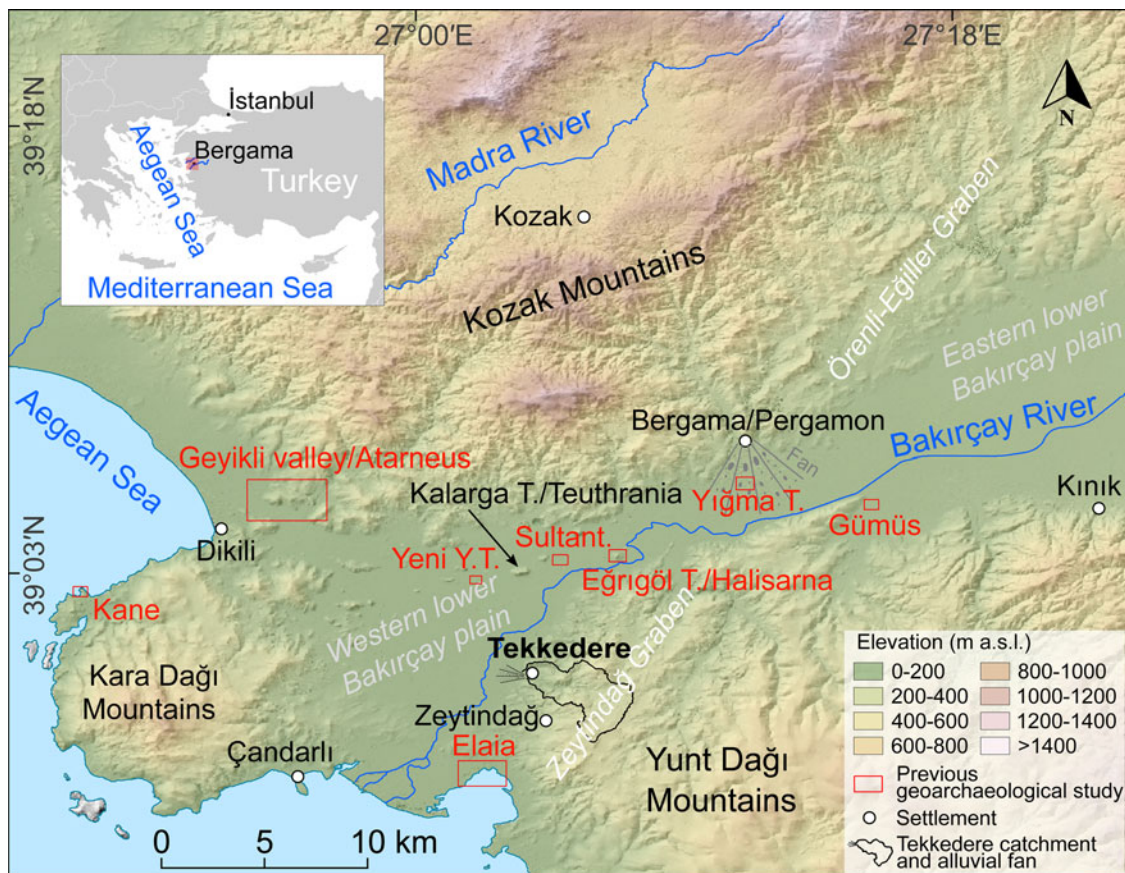 27°00′E
27°18′E
39°18′N
39°03′N
İstanbul
Bergama
Turkey
Aegean Sea
Mediterranean Sea
N
Madra River
Kozak
Kozak Mountains
Örenli-Eğiller Graben
Eastern lower
Bakırçay plain
Bakırçay River
Aegean Sea
Bergama/Pergamon
Fan
Geyikli valley/Atarneus
Kalarga T./Teuthrania
Yığma T.
Kınık
Gümüs
Dikili
Yeni Y.T.
Sultant.
Eğrıgöl T./Halisarna
Kane
Western lower
Bakırçay plain
Tekkedere
Zeytindağ Graben
Kara Dağı
Mountains
Zeytindağ
Elaia
Çandarlı
Yunt Dağı
Mountains
0 5 10 km
Elevation (m a.s.l.)
0-200
200-400
400-600
600-800
800-1000
1000-1200
1200-1400
>1400
Previous
geoarchaeological study
Settlement
Tekkedere catchment
and alluvial fan